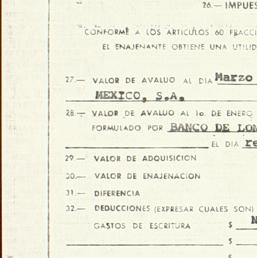 26.— IMPUES
CONFORME A LOS ARTICULOS 60 FRACCI
EL ENAJENANTE OBTIENE UNA UTILID
27.— VALOR DE AVALUO AL DIA Marzo
MEXICO, S.A.
28.— VALOR DE AVALUO AL 1o. DE ENERO
FORMULADO POR BANCO DE LON
EL DIA re
29.— VALOR DE ADQUISICION
30.— VALOR DE ENAJENACION
31.— DIFERENCIA
32.— DEDUCCIONES (EXPRESAR CUALES SON)
GASTOS DE ESCRITURA $ N
$
$